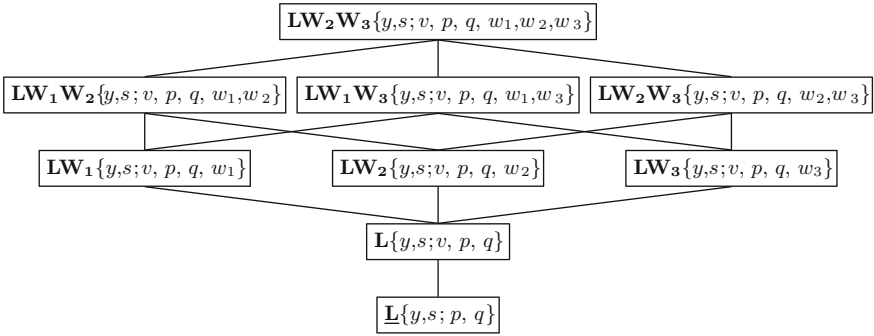 LW₂W₃{y,s; v, p, q, w₁,w₂,w₃}
LW₁W₂{y,s; v, p, q, w₁,w₂} LW₁W₃{y,s; v, p, q, w₁,w₃} LW₂W₃{y,s; v, p, q, w₂,w₃}
LW₁{y,s; v, p, q, w₁} LW₂{y,s; v, p, q, w₂} LW₃{y,s; v, p, q, w₃}
L{y,s; v, p, q}
L{y,s; p, q}